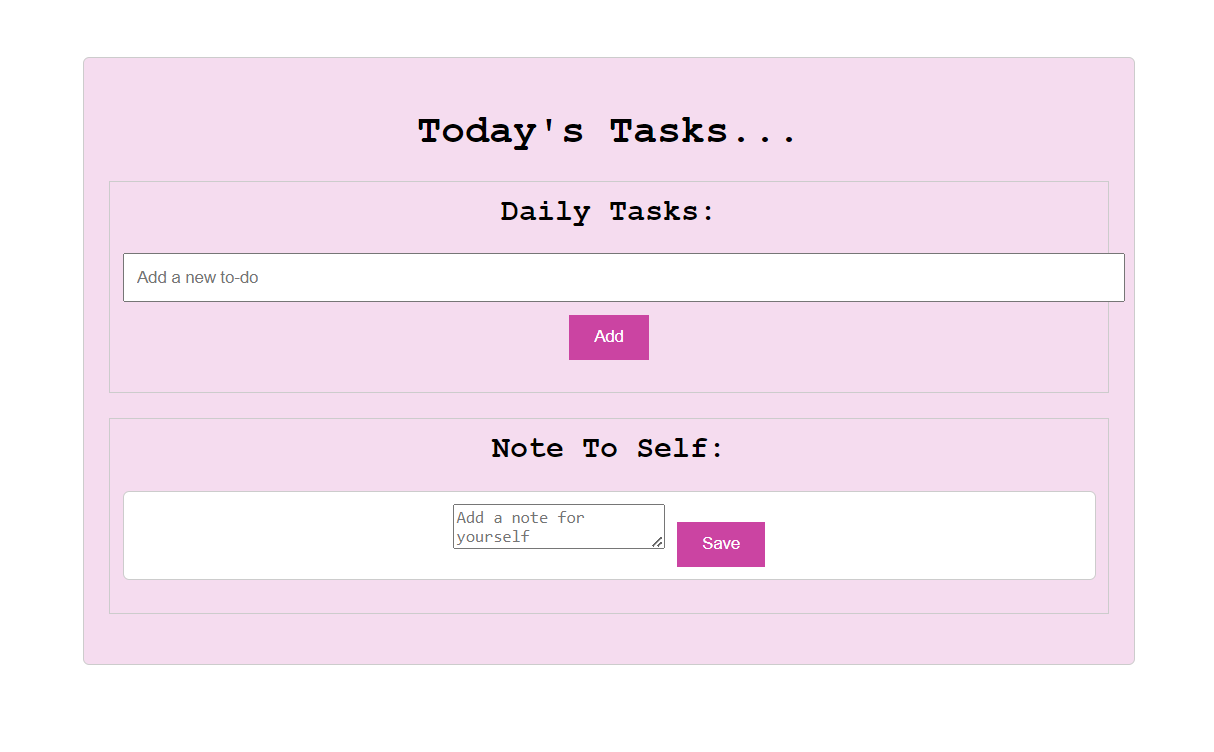 Today's Tasks...
Daily Tasks:
Add a new to-do
Add
Note To Self:
Add a note for
yourself
Save